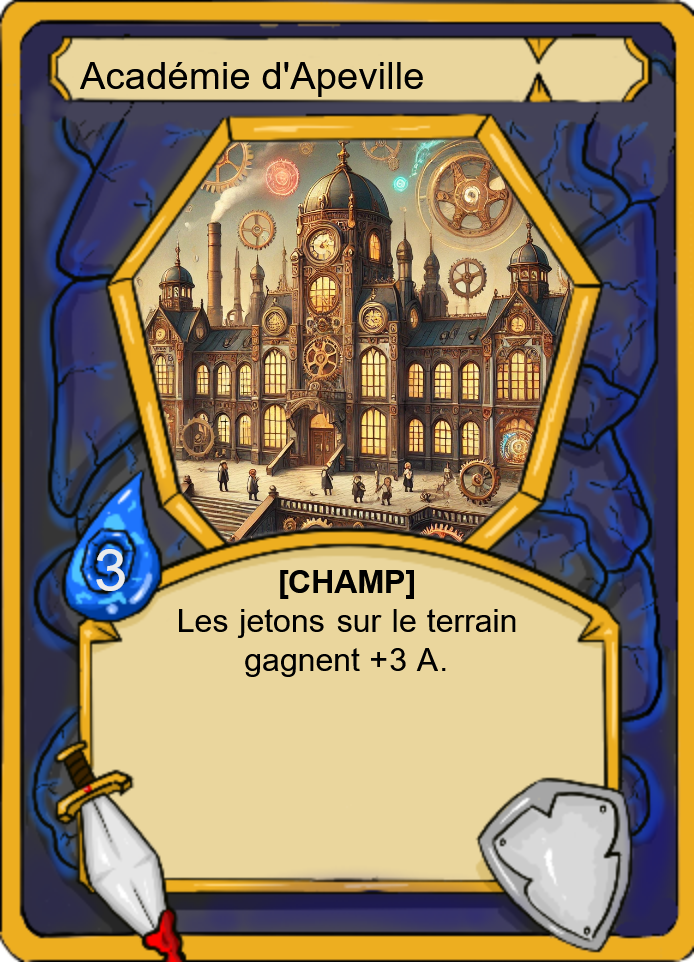 Académie d'Apeville
3
[CHAMP]
Les jetons sur le terrain
gagnent +3 A.